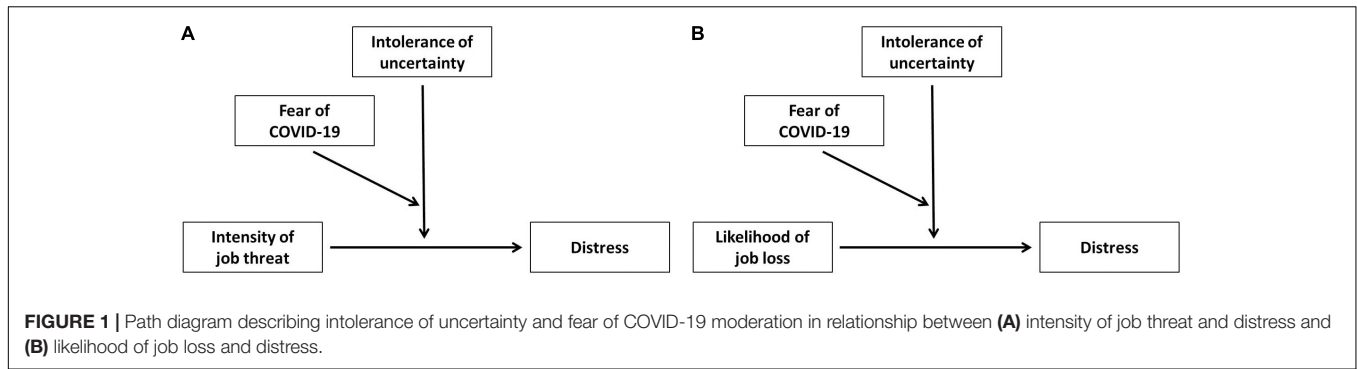 A
Intolerance of
uncertainty
Fear of
COVID-19
Intensity of
job threat
Distress
B
Intolerance of
uncertainty
Fear of
COVID-19
Likelihood of
job loss
Distress
FIGURE 1 | Path diagram describing intolerance of uncertainty and fear of COVID-19 moderation in relationship between (A) intensity of job threat and distress and
(B) likelihood of job loss and distress.